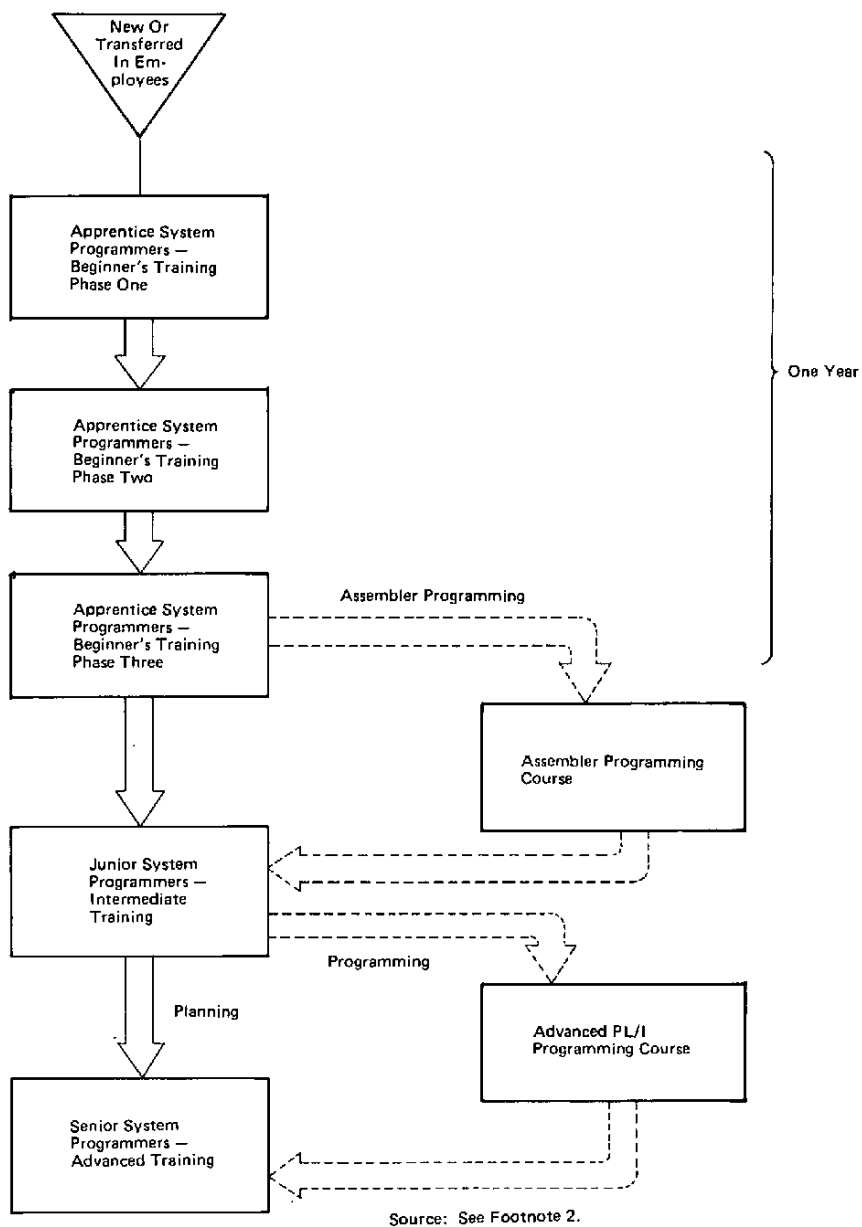 New Or
Transferred
In Em-
ployees
Apprentice System
Programmers —
Beginner's Training
Phase One
One Year
Apprentice System
Programmers —
Beginner's Training
Phase Two
Apprentice System
Programmers —
Beginner's Training
Phase Three
Assembler Programming
Assembler Programming
Course
Junior System
Programmers —
Intermediate
Training
Programming
Planning
Advanced PL/I
Programming Course
Senior System
Programmers —
Advanced Training
Source: See Footnote 2.